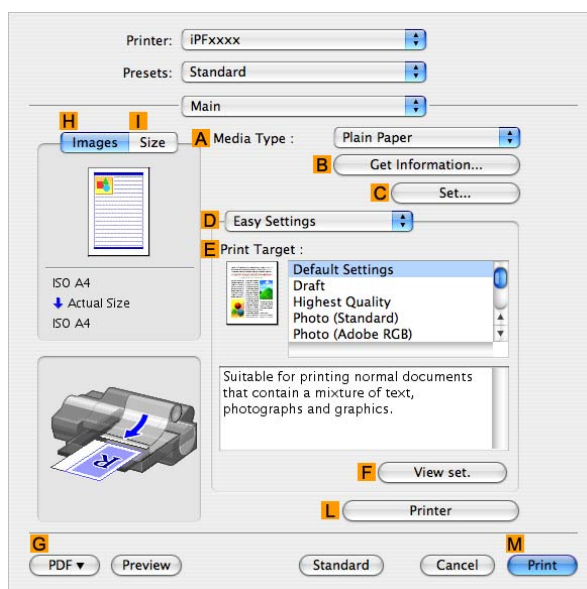 Printer: iPFxxxx
Presets: Standard
Main
H I
Images Size
A Media Type : Plain Paper
B Get Information...
C Set...
D Easy Settings
E Print Target :
Default Settings
Draft
Highest Quality
Photo (Standard)
Photo (Adobe RGB)
ISO A4
Actual Size
ISO A4
Suitable for printing normal documents
that contain a mixture of text,
photographs and graphics.
R
F View set.
L Printer
G M
PDF▼ Preview Standard Cancel Print